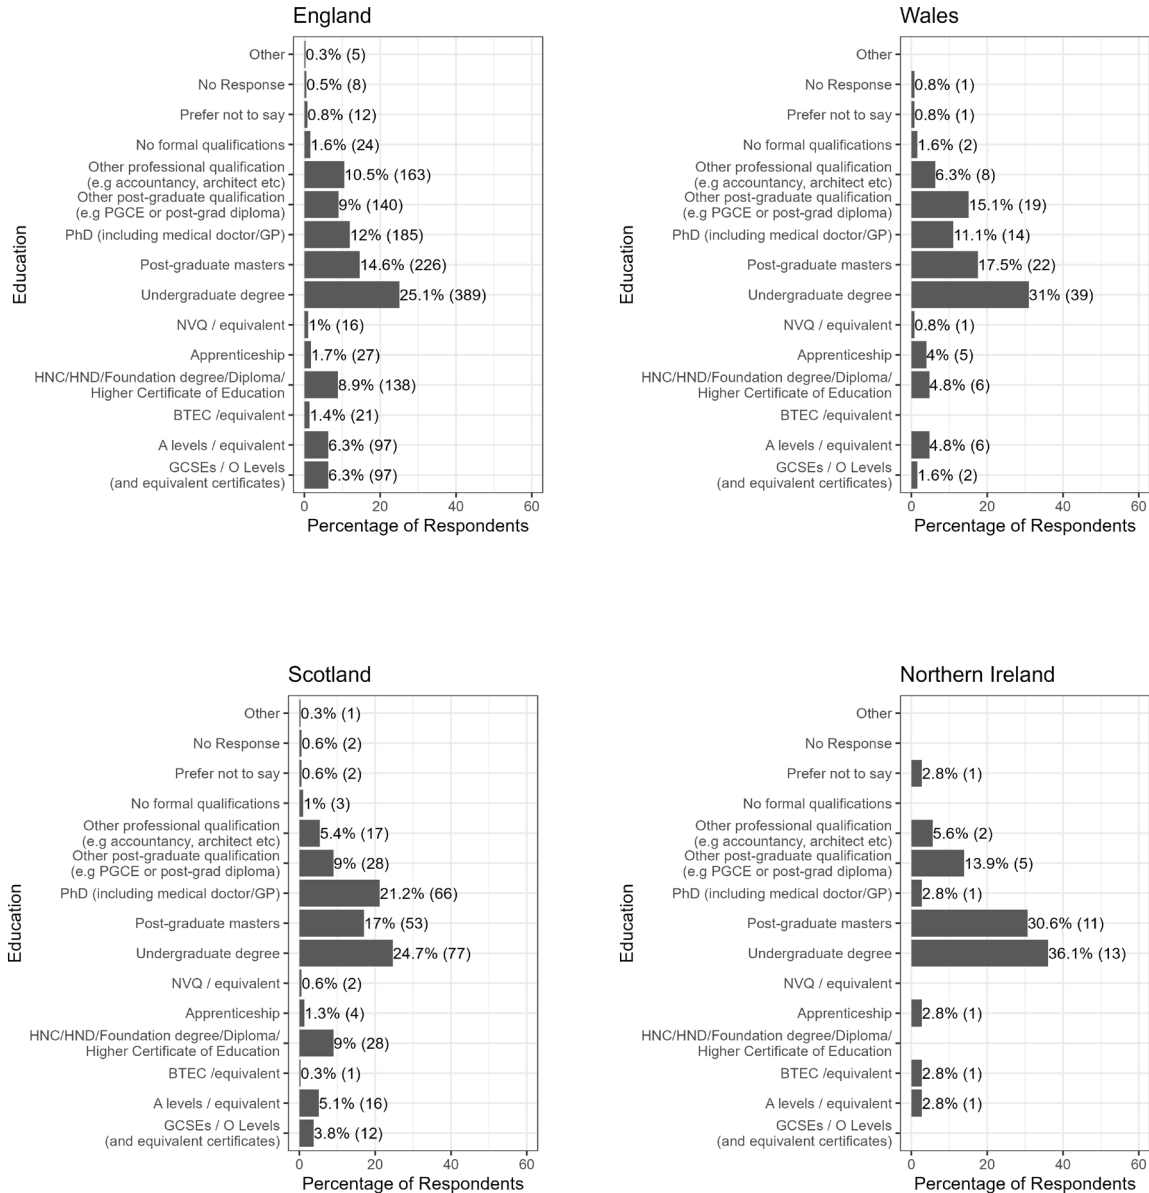 England
Other
0.3% (5)
No Response
0.5% (8)
Prefer not to say
0.8% (12)
No formal qualifications
1.6% (24)
Other professional qualification
(e.g accountancy, architect etc)
10.5% (163)
Other post-graduate qualification
(e.g PGCE or post-grad diploma)
9% (140)
PhD (including medical doctor/GP)
12% (185)
Post-graduate masters
14.6% (226)
Undergraduate degree
25.1% (389)
NVQ / equivalent
1% (16)
Apprenticeship
1.7% (27)
HNC/HND/Foundation degree/Diploma/
Higher Certificate of Education
8.9% (138)
BTEC /equivalent
1.4% (21)
A levels / equivalent
6.3% (97)
GCSEs / O Levels
(and equivalent certificates)
6.3% (97)
Education
0 20 40 60
Percentage of Respondents
Wales
Other
No Response
0.8% (1)
Prefer not to say
0.8% (1)
No formal qualifications
1.6% (2)
Other professional qualification
(e.g accountancy, architect etc)
6.3% (8)
Other post-graduate qualification
(e.g PGCE or post-grad diploma)
15.1% (19)
PhD (including medical doctor/GP)
11.1% (14)
Post-graduate masters
17.5% (22)
Undergraduate degree
31% (39)
NVQ / equivalent
0.8% (1)
Apprenticeship
4% (5)
HNC/HND/Foundation degree/Diploma/
Higher Certificate of Education
4.8% (6)
BTEC /equivalent
A levels / equivalent
4.8% (6)
GCSEs / O Levels
(and equivalent certificates)
1.6% (2)
Education
0 20 40 60
Percentage of Respondents
Scotland
Other
0.3% (1)
No Response
0.6% (2)
Prefer not to say
0.6% (2)
No formal qualifications
1% (3)
Other professional qualification
(e.g accountancy, architect etc)
5.4% (17)
Other post-graduate qualification
(e.g PGCE or post-grad diploma)
9% (28)
PhD (including medical doctor/GP)
21.2% (66)
Post-graduate masters
17% (53)
Undergraduate degree
24.7% (77)
NVQ / equivalent
0.6% (2)
Apprenticeship
1.3% (4)
HNC/HND/Foundation degree/Diploma/
Higher Certificate of Education
9% (28)
BTEC /equivalent
0.3% (1)
A levels / equivalent
5.1% (16)
GCSEs / O Levels
(and equivalent certificates)
3.8% (12)
Education
0 20 40 60
Percentage of Respondents
Northern Ireland
Other
No Response
Prefer not to say
2.8% (1)
No formal qualifications
Other professional qualification
(e.g accountancy, architect etc)
5.6% (2)
Other post-graduate qualification
(e.g PGCE or post-grad diploma)
13.9% (5)
PhD (including medical doctor/GP)
2.8% (1)
Post-graduate masters
30.6% (11)
Undergraduate degree
36.1% (13)
NVQ / equivalent
Apprenticeship
2.8% (1)
HNC/HND/Foundation degree/Diploma/
Higher Certificate of Education
BTEC /equivalent
2.8% (1)
A levels / equivalent
2.8% (1)
GCSEs / O Levels
(and equivalent certificates)
Education
0 20 40 60
Percentage of Respondents